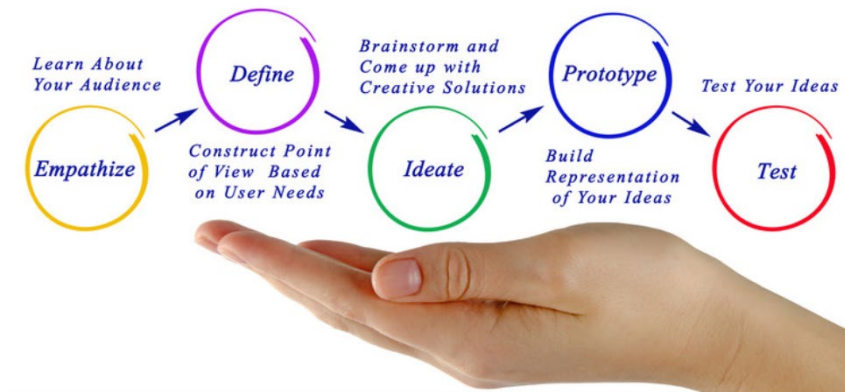 Learn About
Your Audience
Empathize
Define
Construct Point
of View Based
on User Needs
Brainstorm and
Come up with
Creative Solutions
Ideate
Prototype
Build
Representation
of Your Ideas
Test Your Ideas
Test